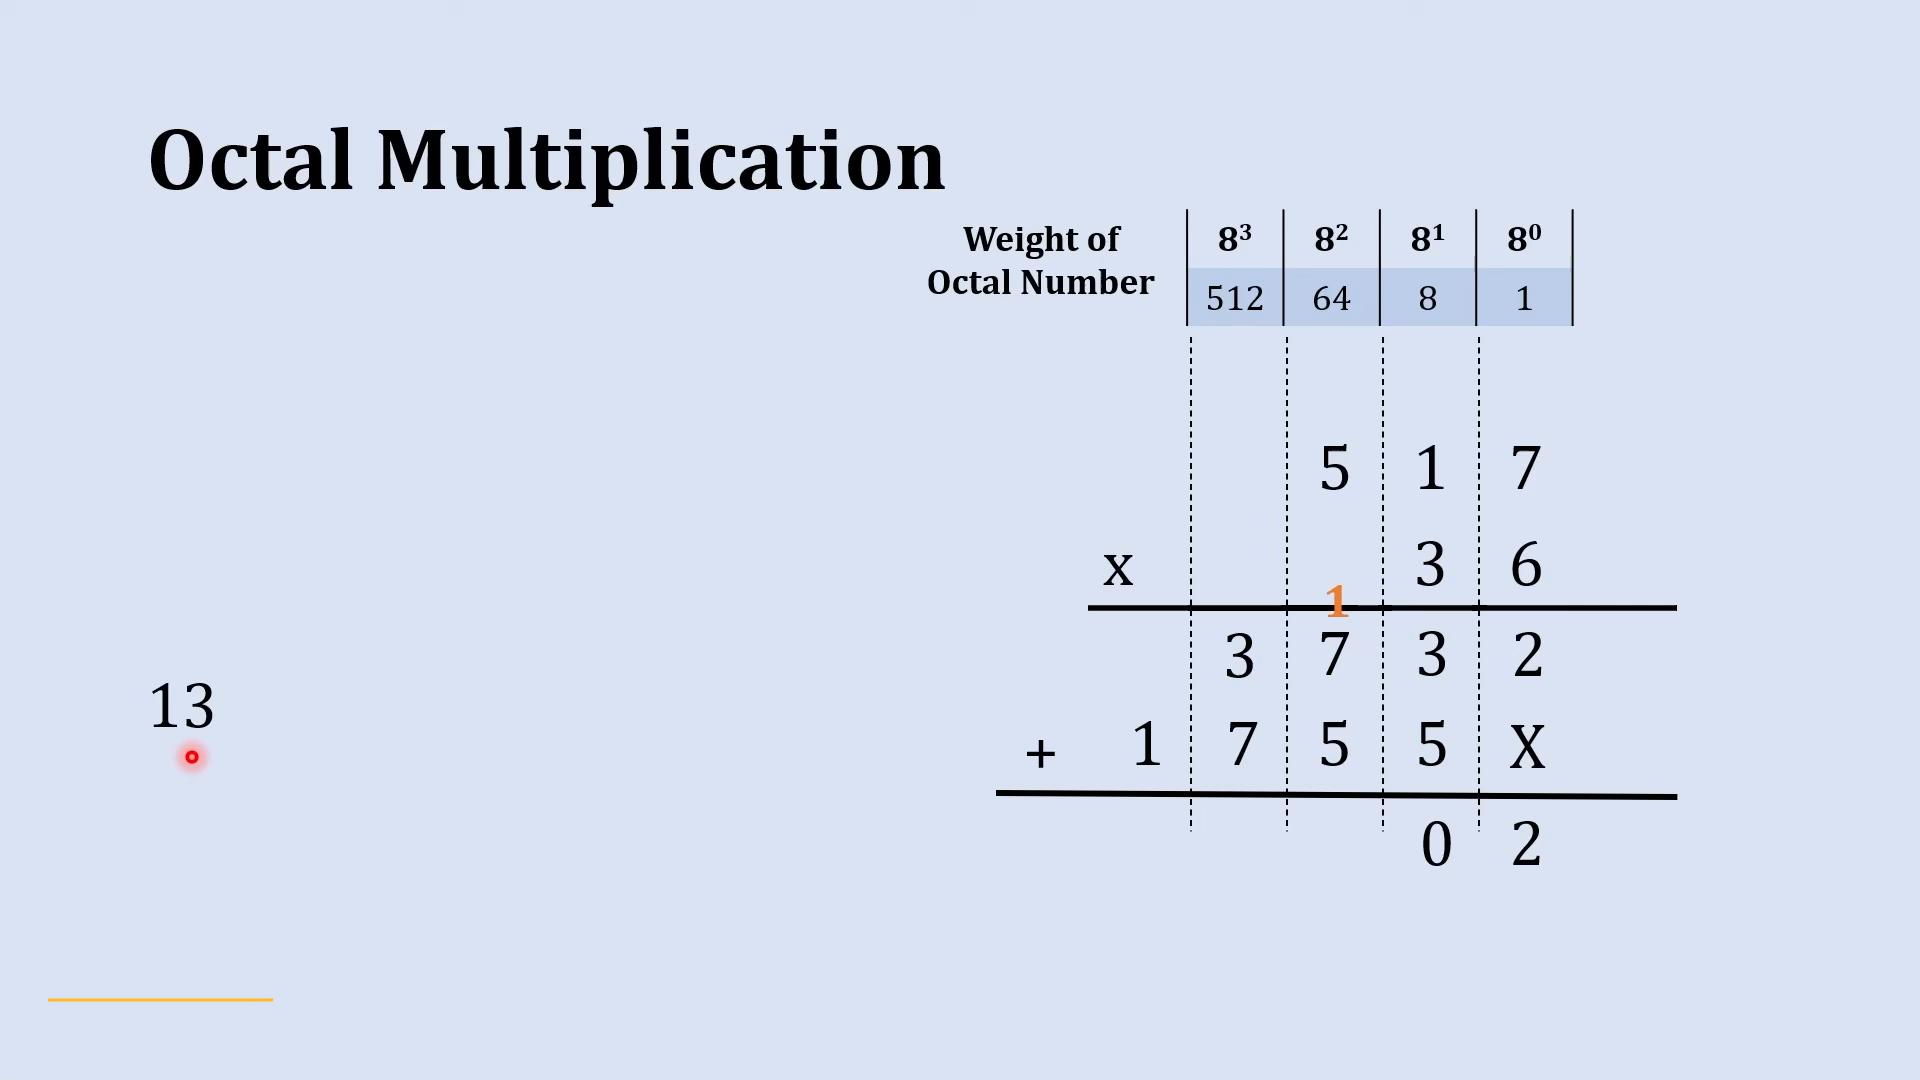 Octal Multiplication
Weight of
Octal Number
8³ 8² 8¹ 8⁰
512 64 8 1
5 1 7
x 3 6
1
3 7 3 2
13
+ 1 7 5 5 X
0 2